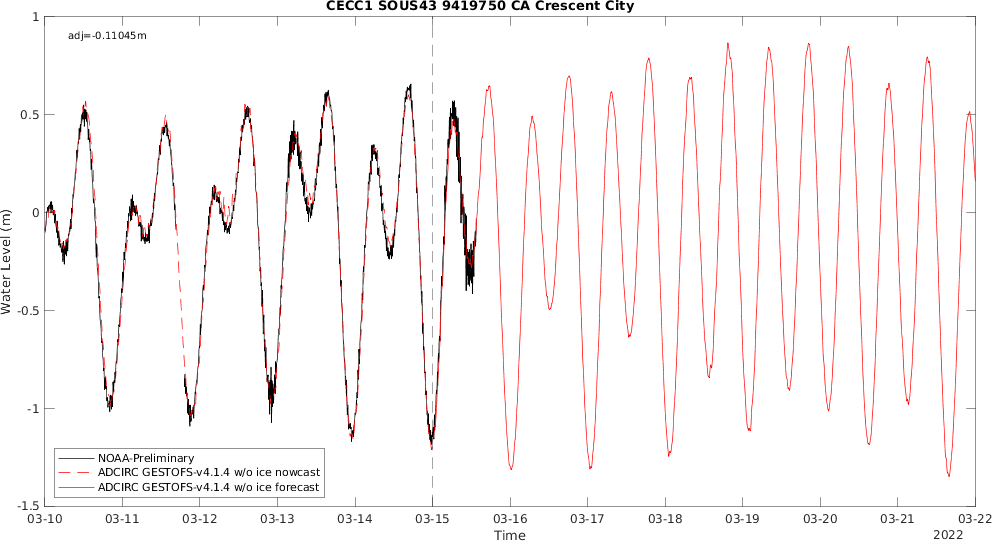 CECC1 SOUS43 9419750 CA Crescent City
adj=-0.11045m
1
0.5
0
-0.5
-1
-1.5
Water Level (m)
NOAA-Preliminary
ADCIRC GESTOFS-v4.1.4 w/o ice nowcast
ADCIRC GESTOFS-v4.1.4 w/o ice forecast
03-10 03-11 03-12 03-13 03-14 03-15 03-16 03-17 03-18 03-19 03-20 03-21 03-22
Time
2022